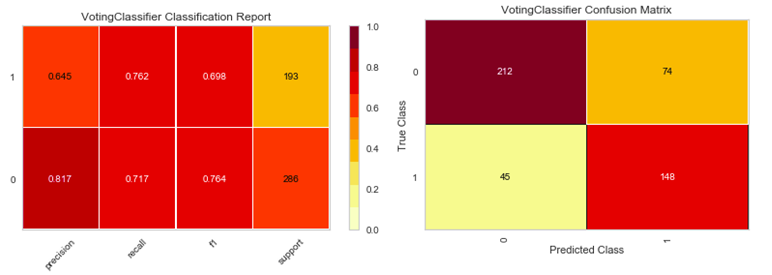 VotingClassifier Classification Report
1.0
0.8
0.6
0.4
0.2
0.0
1
0.645 0.762 0.698 193
0
0.817 0.717 0.764 286
precision recall f1 support
VotingClassifier Confusion Matrix
True Class
0
212 74
1
45 148
0 1
Predicted Class